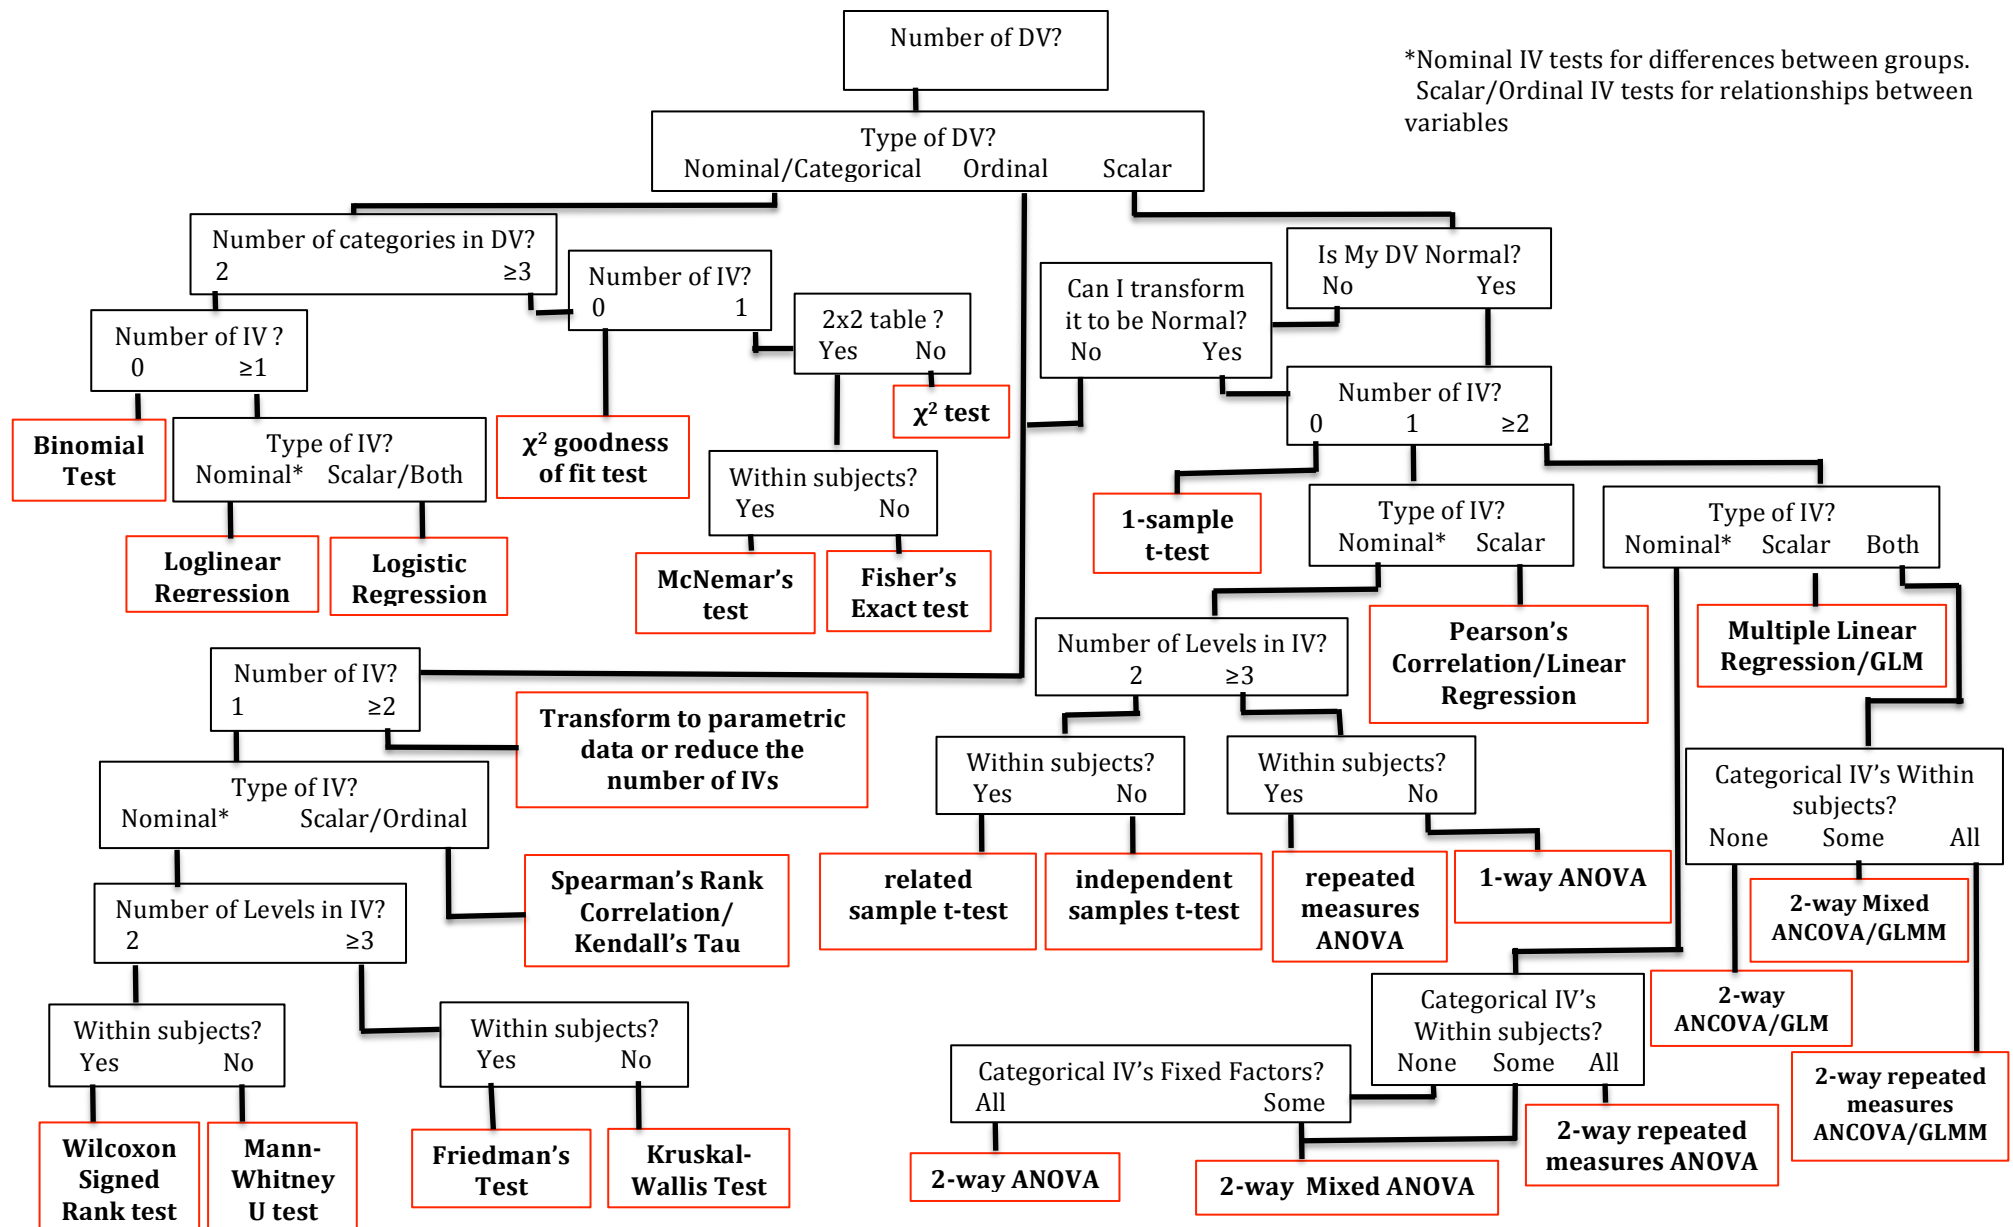 Number of DV?
*Nominal IV tests for differences between groups.
Scalar/Ordinal IV tests for relationships between
variables
Type of DV?
Nominal/Categorical Ordinal Scalar
Number of categories in DV?
2 ≥3
Number of IV?
0 1
Is My DV Normal?
No Yes
Can I transform
it to be Normal?
No Yes
Number of IV ?
0 ≥1
2x2 table ?
Yes No
Number of IV?
0 1 ≥2
Binomial
Test
Type of IV?
Nominal* Scalar/Both
χ² goodness
of fit test
χ² test
Within subjects?
Yes No
1-sample
t-test
Type of IV?
Nominal* Scalar
Type of IV?
Nominal* Scalar Both
Loglinear
Regression
Logistic
Regression
McNemar’s
test
Fisher’s
Exact test
Number of Levels in IV?
2 ≥3
Pearson’s
Correlation/Linear
Regression
Multiple Linear
Regression/GLM
Number of IV?
1 ≥2
Transform to parametric
data or reduce the
number of IVs
Within subjects?
Yes No
Within subjects?
Yes No
Categorical IV’s Within
subjects?
None Some All
Type of IV?
Nominal* Scalar/Ordinal
Spearman’s Rank
Correlation/
Kendall’s Tau
related
sample t-test
independent
samples t-test
repeated
measures
ANOVA
1-way ANOVA
2-way Mixed
ANCOVA/GLMM
Number of Levels in IV?
2 ≥3
2-way
ANCOVA/GLM
Categorical IV’s
Within subjects?
None Some All
Within subjects?
Yes No
Within subjects?
Yes No
Categorical IV’s Fixed Factors?
All Some
2-way repeated
measures
ANCOVA/GLMM
Wilcoxon
Signed
Rank test
Mann-
Whitney
U test
Friedman’s
Test
Kruskal-
Wallis Test
2-way ANOVA
2-way Mixed ANOVA
2-way repeated
measures ANOVA